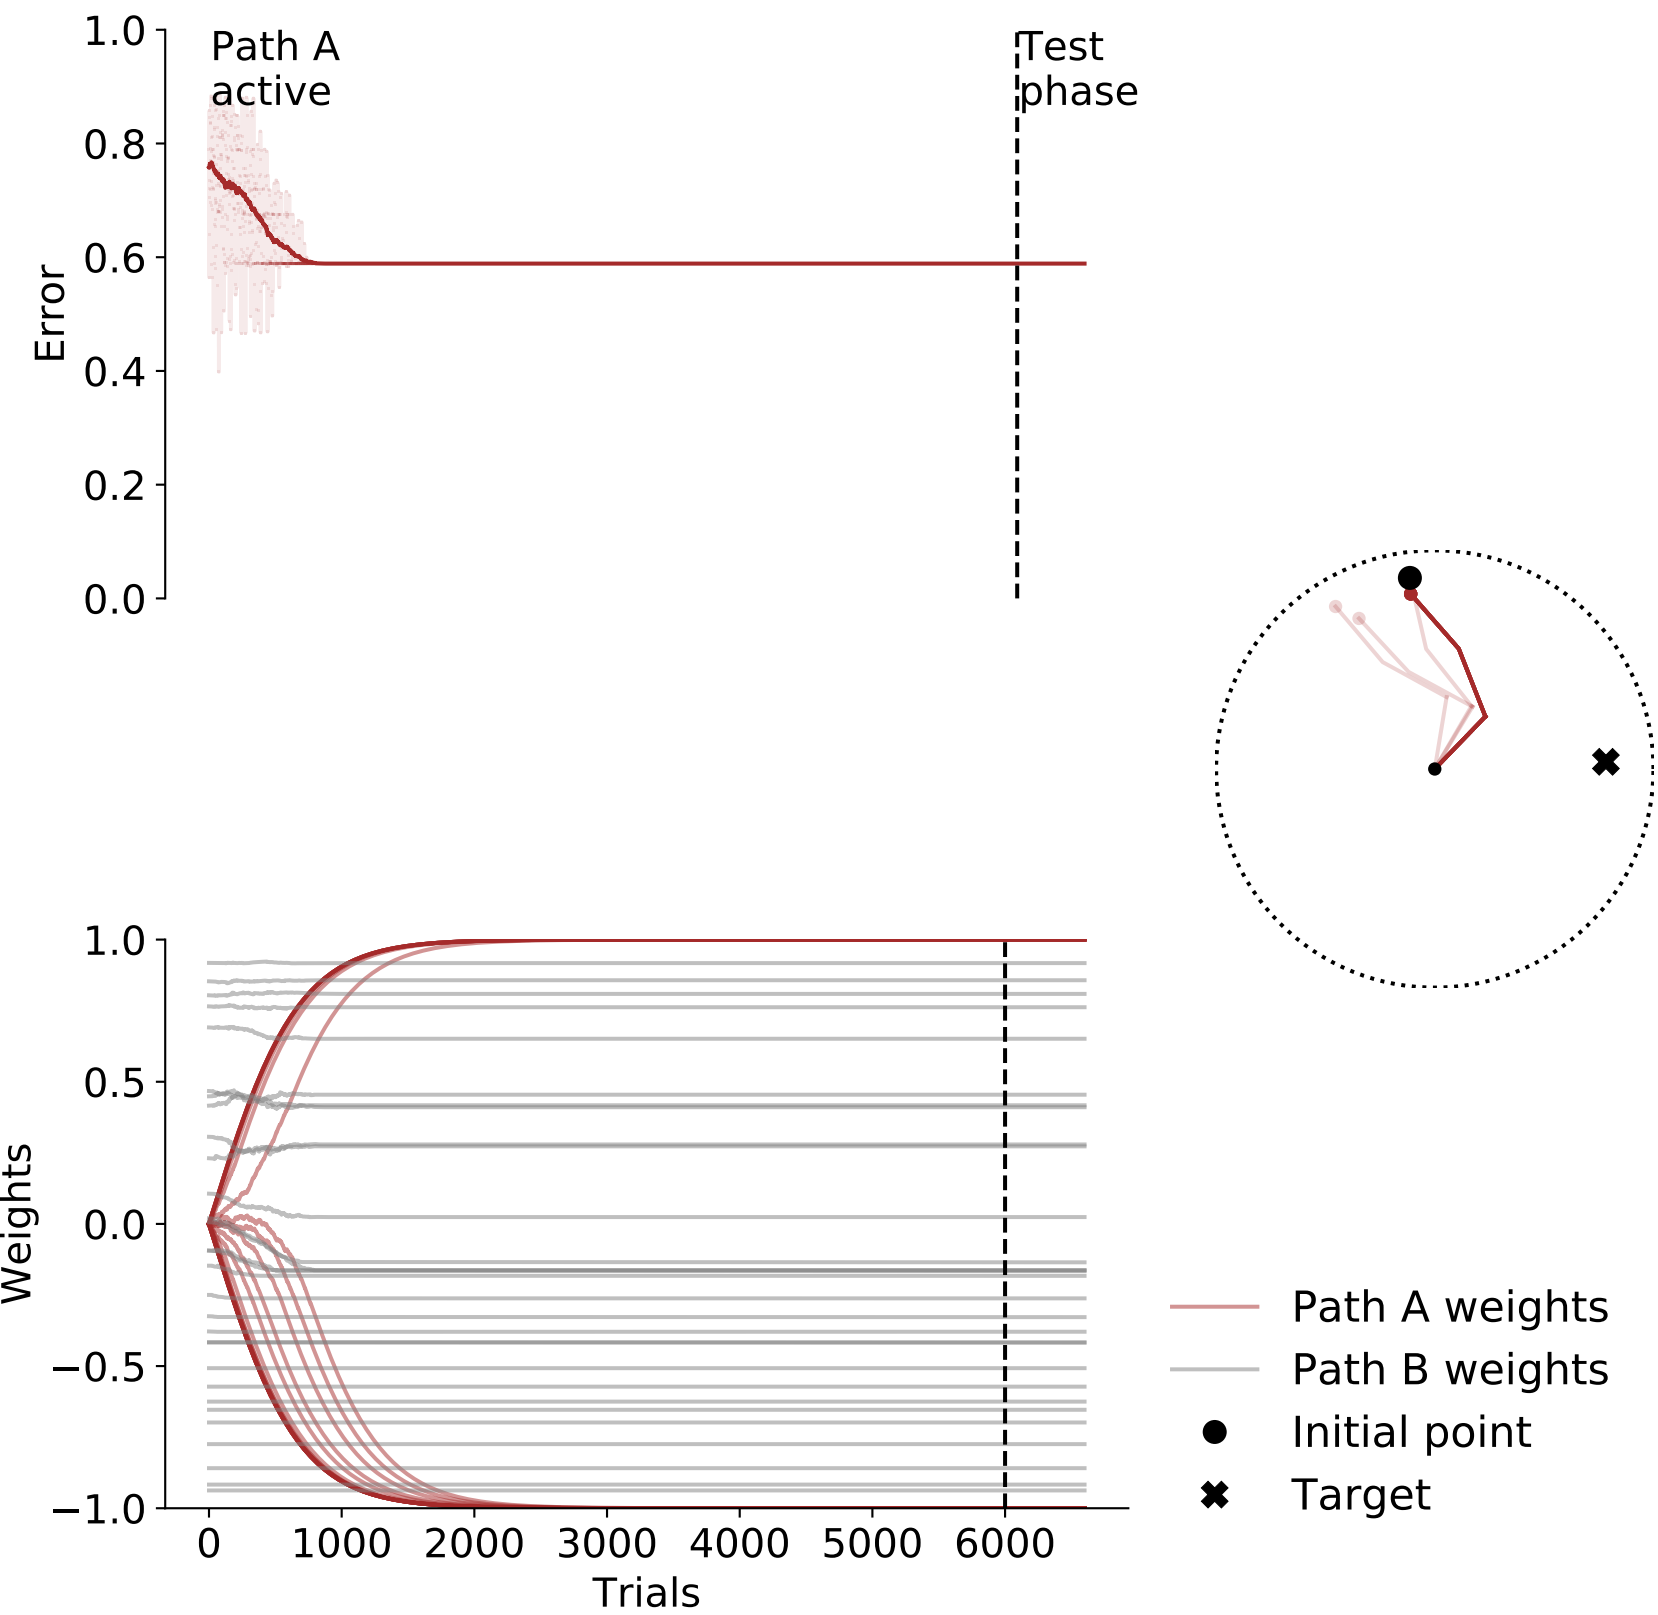 Path A
active
Test
phase
1.0
0.8
0.6
0.4
0.2
0.0
Error
1.0
0.5
0.0
−0.5
−1.0
Weights
0 1000 2000 3000 4000 5000 6000
Trials
Path A weights
Path B weights
Initial point
Target